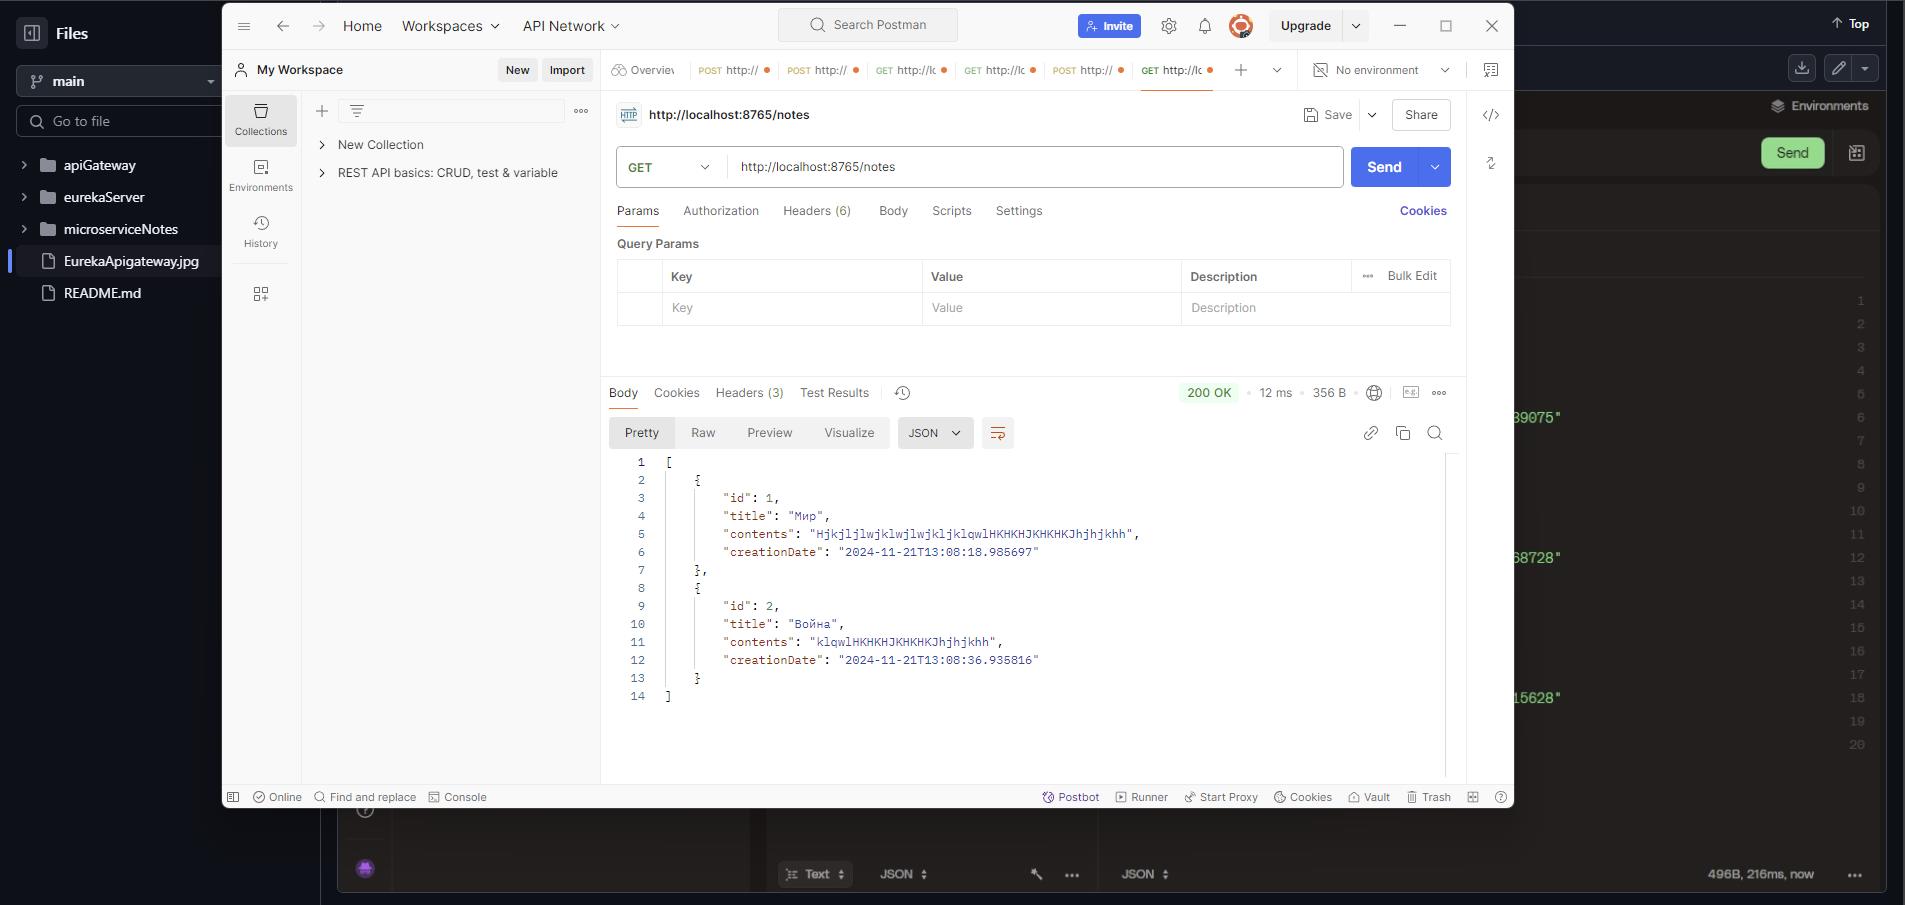 Files
main
Go to file
apiGateway
eurekaServer
microserviceNotes
EurekaApigateway.jpg
README.md
Home Workspaces API Network Search Postman Invite Upgrade
My Workspace New Import
Overvie POST http:// POST http:// GET http://lc GET http://lc POST http:// GET http://lc No environment
Collections
Environments
History
New Collection
REST API basics: CRUD, test & variable
HTTP http://localhost:8765/notes Save Share
GET http://localhost:8765/notes Send
Params Authorization Headers (6) Body Scripts Settings Cookies
Query Params
Key Value Description Bulk Edit
Key Value Description
Body Cookies Headers (3) Test Results 200 OK 12 ms 356 B e.g.
Pretty Raw Preview Visualize JSON
1 [
2 {
3 "id": 1,
4 "title": "Мир",
5 "contents": "HjkjljlwjklwjlwjkljklqwlHKHKHJKHKHKJhjhjkhh",
6 "creationDate": "2024-11-21T13:08:18.985697"
7 },
8 {
9 "id": 2,
10 "title": "Война",
11 "contents": "klqwlHKHKHJKHKHKJhjhjkhh",
12 "creationDate": "2024-11-21T13:08:36.935816"
13 }
14 ]
Online Find and replace Console Postbot Runner Start Proxy Cookies Vault Trash
Top
Environments
Send
1
2
3
4
5
39075" 6
7
8
9
10
11
68728" 12
13
14
15
16
17
15628" 18
19
20
Text JSON JSON 496B, 216ms, now